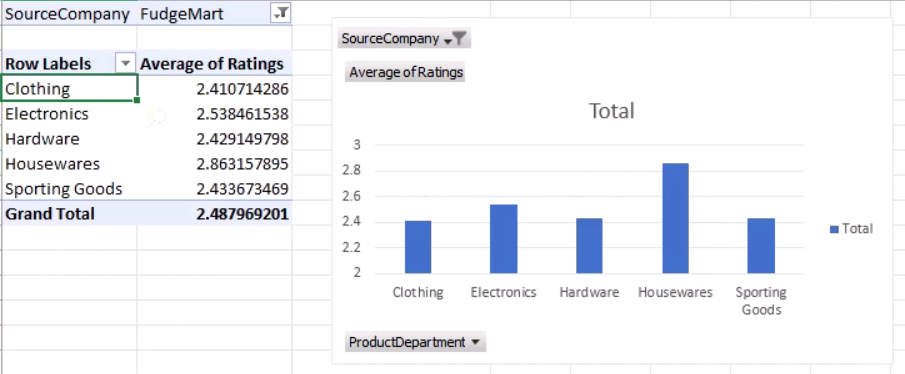 SourceCompany FudgeMart
Row Labels Average of Ratings
Clothing 2.410714286
Electronics 2.538461538
Hardware 2.429149798
Housewares 2.863157895
Sporting Goods 2.433673469
Grand Total 2.487969201
SourceCompany
Average of Ratings
Total
3
2.8
2.6
2.4
2.2
2
Clothing Electronics Hardware Housewares Sporting
Goods
Total
ProductDepartment